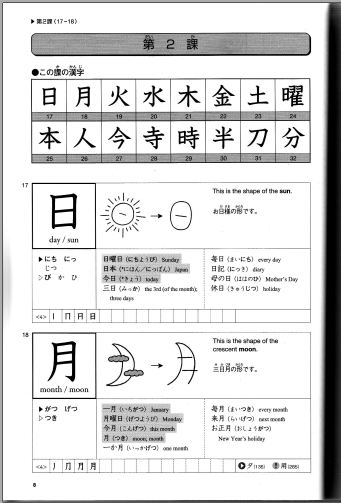 ▶第2課(17-18)
第2課
●この課の漢字
か かんじ
日 月 火 水 木 金 土 曜
17 18 19 20 21 22 23 24
本 人 今 寺 時 半 刀 分
25 26 27 28 29 30 31 32
17
日
day / sun
This is the shape of the sun.
お日様の形です。
▶にち にっ
じつ
▷ひ か び
日曜日 (にちようび) Sunday
日本 (*にほん/にっぽん) Japan
今日 (*きょう) today
三日 (みっか) the 3rd (of the month);
three days
毎日 (まいにち) every day
日記 (にっき) diary
母の日 (ははのひ) Mother's Day
休日 (きゅうじつ) holiday
<4>
18
月
month / moon
This is the shape of the
crescent moon.
三日月の形です。
▶がつ げつ
▷つき
一月 (いちがつ) January
月曜日 (げつようび) Monday
今月 (こんげつ) this month
月 (つき) moon; month
一か月 (いっかげつ) one month
毎月 (まいつき) every month
来月 (らいげつ) next month
お正月 (おしょうがつ)
New Year's holiday
<4>
夕(135) 用(265)
8